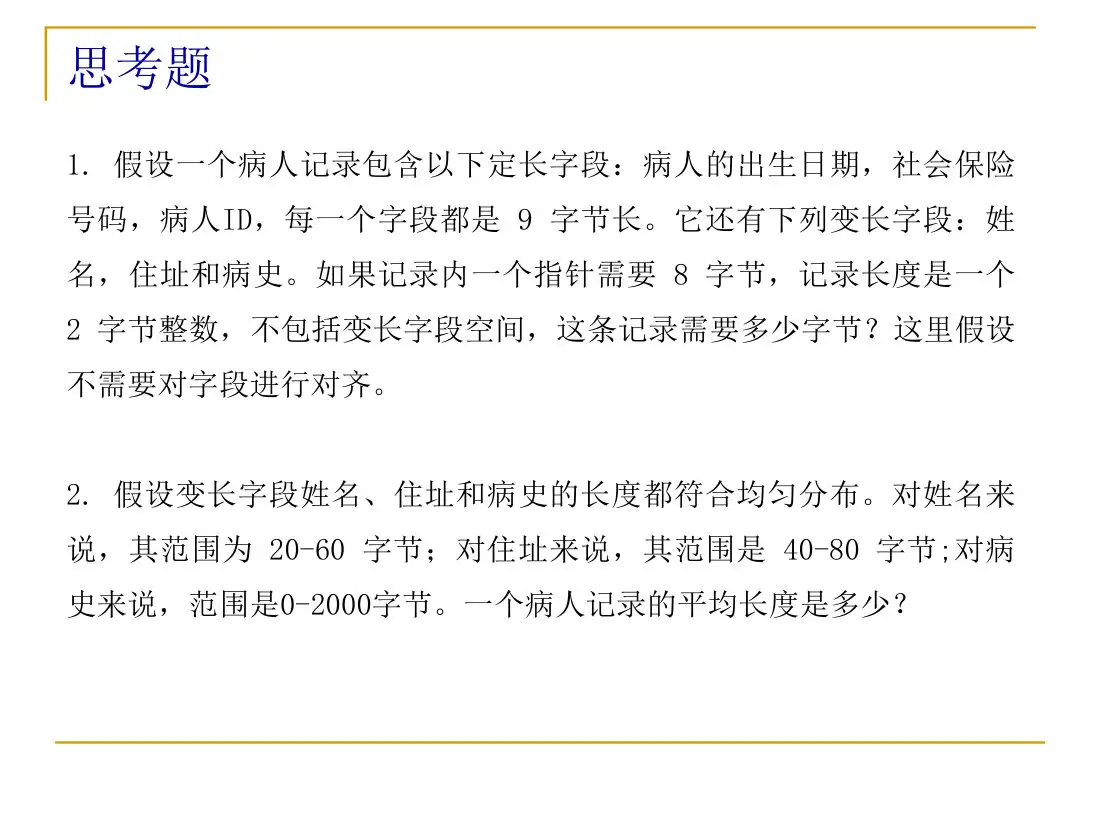 思考题
1. 假设一个病人记录包含以下定长字段：病人的出生日期，社会保险
号码，病人ID，每一个字段都是 9 字节长。它还有下列变长字段：姓
名，住址和病史。如果记录内一个指针需要 8 字节，记录长度是一个
2 字节整数，不包括变长字段空间，这条记录需要多少字节？这里假设
不需要对字段进行对齐。
2. 假设变长字段姓名、住址和病史的长度都符合均匀分布。对姓名来
说，其范围为 20-60 字节；对住址来说，其范围是 40-80 字节;对病
史来说，范围是0-2000字节。一个病人记录的平均长度是多少？